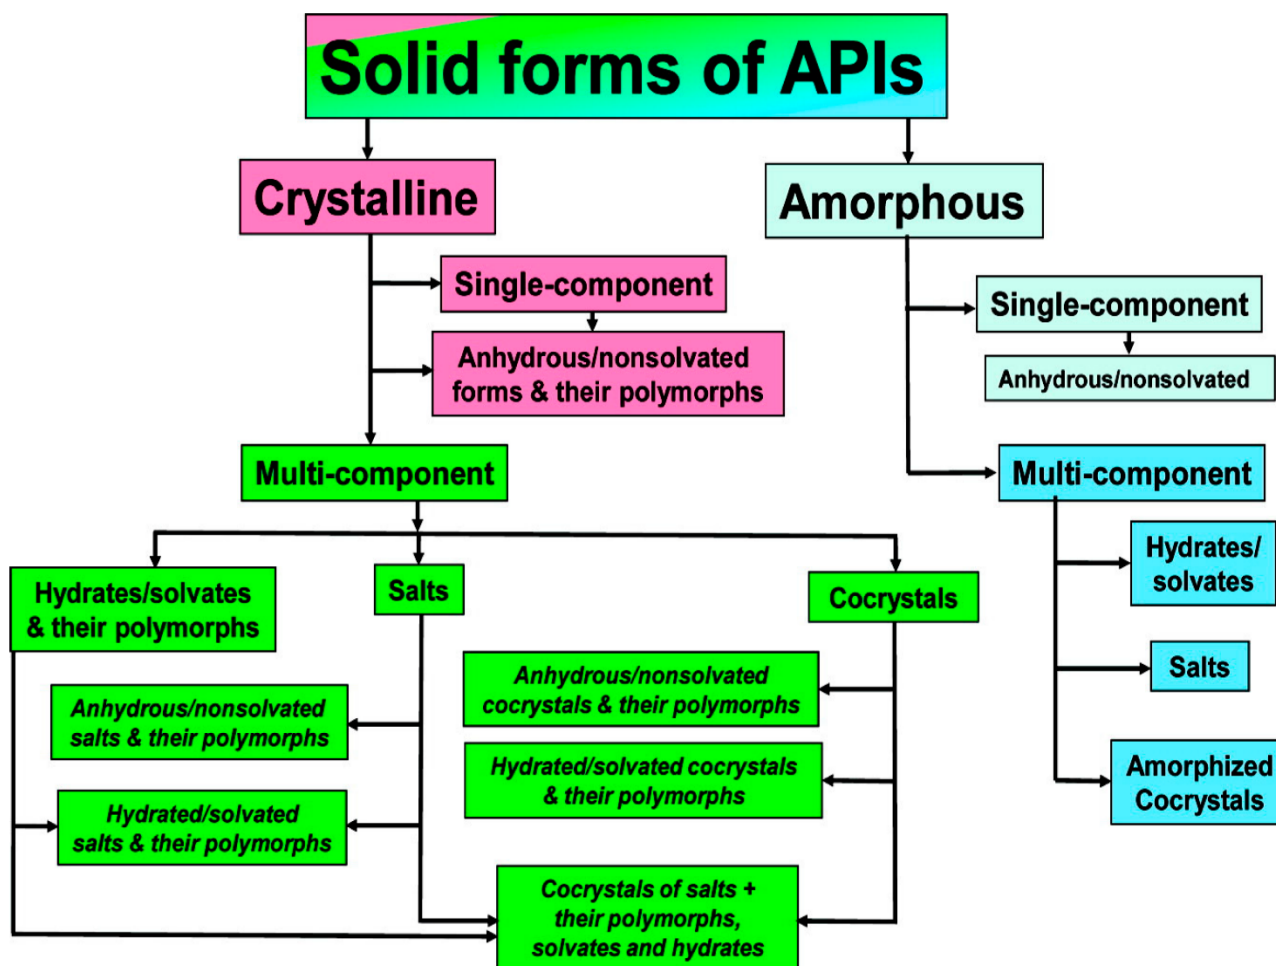 Solid forms of APIs
Crystalline
Amorphous
Single-component
Anhydrous/nonsolvated
forms & their polymorphs
Single-component
Anhydrous/nonsolvated
Multi-component
Multi-component
Hydrates/solvates
& their polymorphs
Salts
Cocrystals
Hydrates/
solvates
Anhydrous/nonsolvated
salts & their polymorphs
Anhydrous/nonsolvated
cocrystals & their polymorphs
Salts
Hydrated/solvated
salts & their polymorphs
Hydrated/solvated cocrystals
& their polymorphs
Amorphized
Cocrystals
Cocrystals of salts +
their polymorphs,
solvates and hydrates